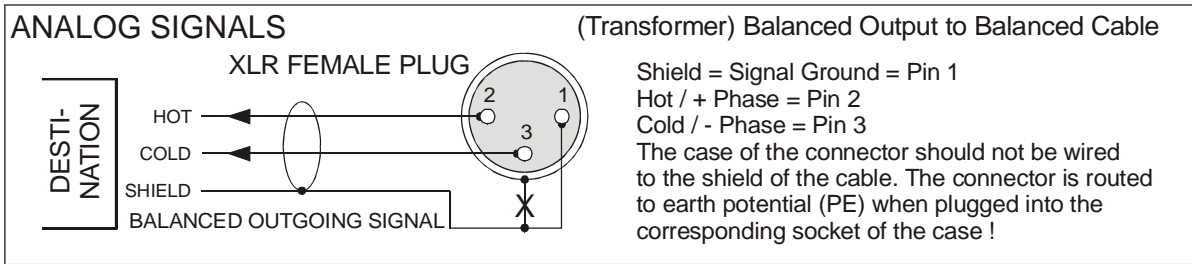 ANALOG SIGNALS
(Transformer) Balanced Output to Balanced Cable
XLR FEMALE PLUG
DESTI-
NATION
HOT
COLD
SHIELD
BALANCED OUTGOING SIGNAL
2
1
3
X
Shield = Signal Ground = Pin 1
Hot / + Phase = Pin 2
Cold / - Phase = Pin 3
The case of the connector should not be wired
to the shield of the cable. The connector is routed
to earth potential (PE) when plugged into the
corresponding socket of the case !